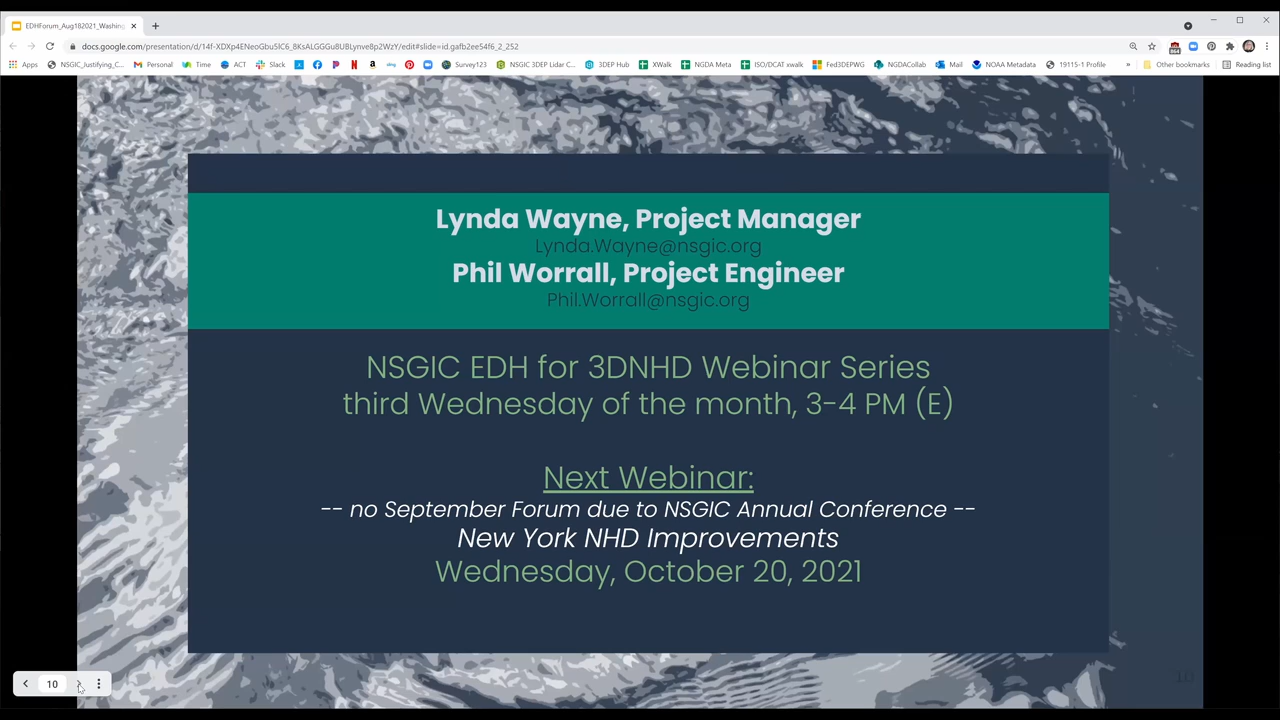 EDHForum_Aug182021_Washing
docs.google.com/presentation/d/14f-XDXp4ENeoGbu5IC6_8KsALGGGu8UBLynve8p2WzY/edit#slide=id.gafb2ee54f6_2_252
Apps NSGIC_Justifying_C... Personal Time ACT Slack Survey123 NSGIC 3DEP Lidar C... 3DEP Hub XWalk NGDA Meta ISO/DCAT xwalk Fed3DEPWG NGDACollab Mail NOAA Metadata 19115-1 Profile » Other bookmarks Reading list
Lynda Wayne, Project Manager
Lynda.Wayne@nsgic.org
Phil Worrall, Project Engineer
Phil.Worrall@nsgic.org
NSGIC EDH for 3DNHD Webinar Series
third Wednesday of the month, 3-4 PM (E)
Next Webinar:
-- no September Forum due to NSGIC Annual Conference --
New York NHD Improvements
Wednesday, October 20, 2021
10
10